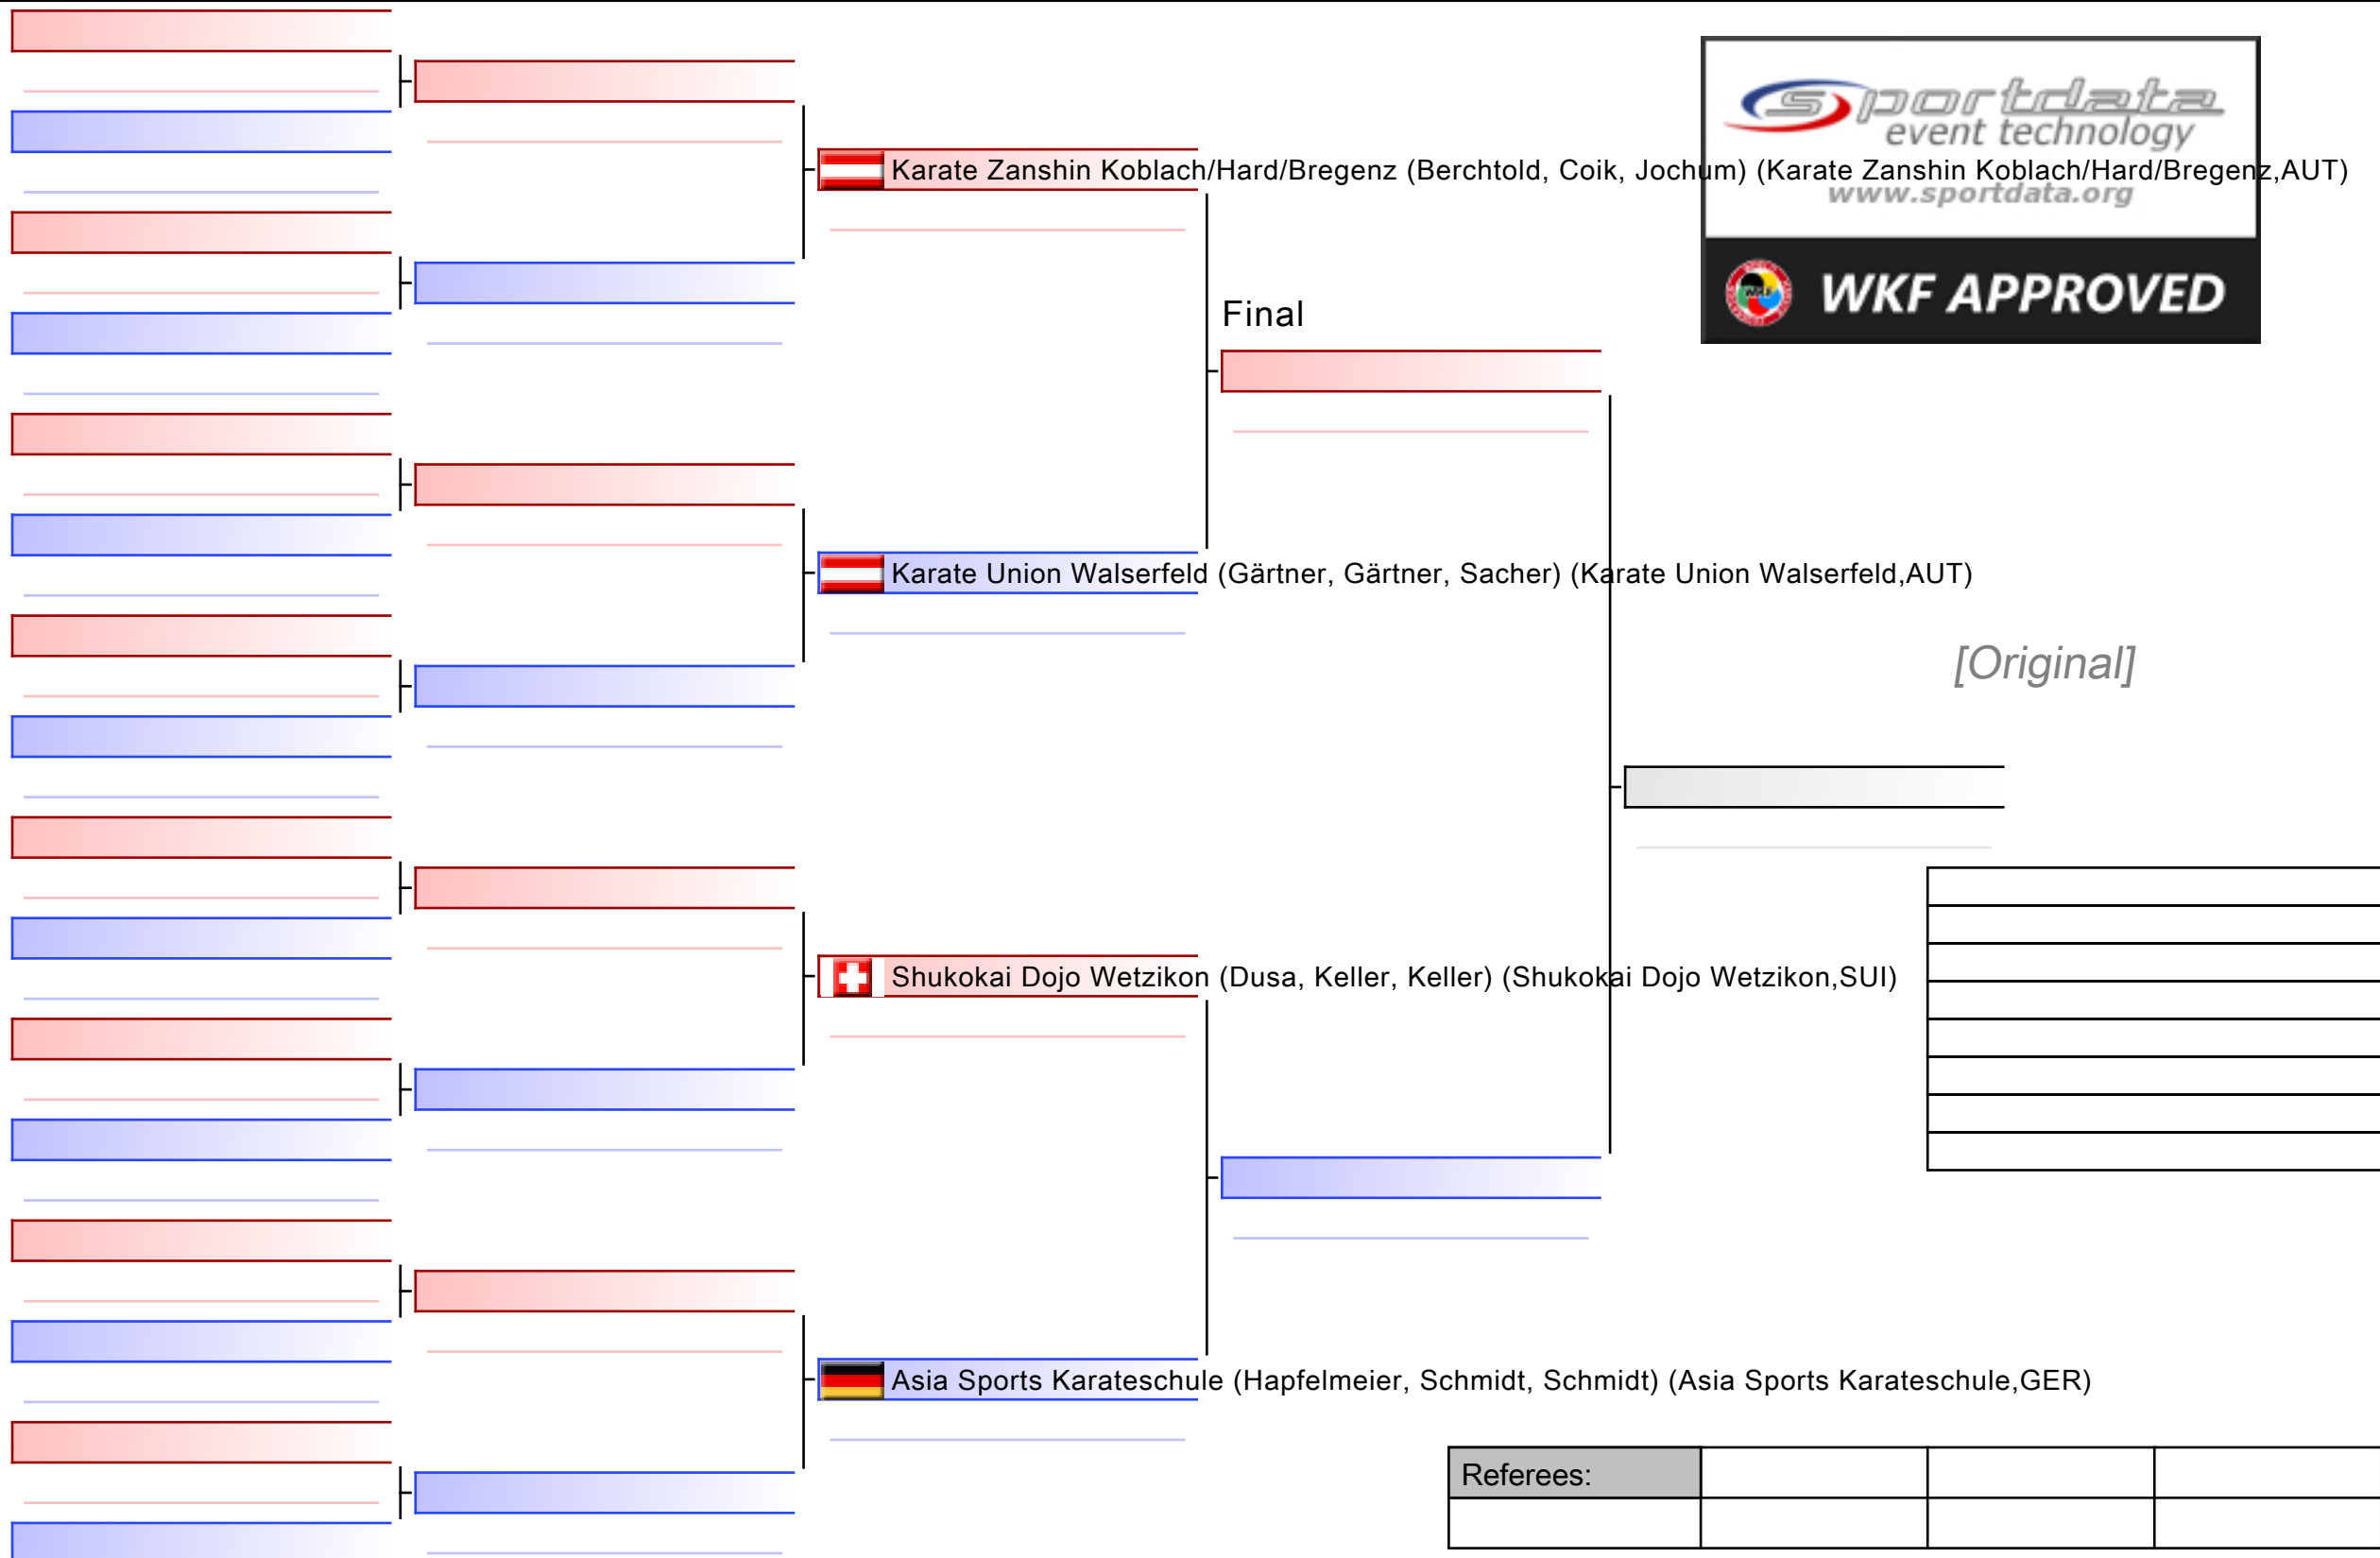 sportdata
event technology
Karate Zanshin Koblach/Hard/Bregenz (Berchtold, Coik, Jochum) (Karate Zanshin Koblach/Hard/Bregenz,AUT)
www.sportdata.org
WKF WKF APPROVED
Final
Karate Union Walserfeld (Gärtner, Gärtner, Sacher) (Karate Union Walserfeld,AUT)
[Original]
Shukokai Dojo Wetzikon (Dusa, Keller, Keller) (Shukokai Dojo Wetzikon,SUI)
Asia Sports Karateschule (Hapfelmeier, Schmidt, Schmidt) (Asia Sports Karateschule,GER)
Referees: